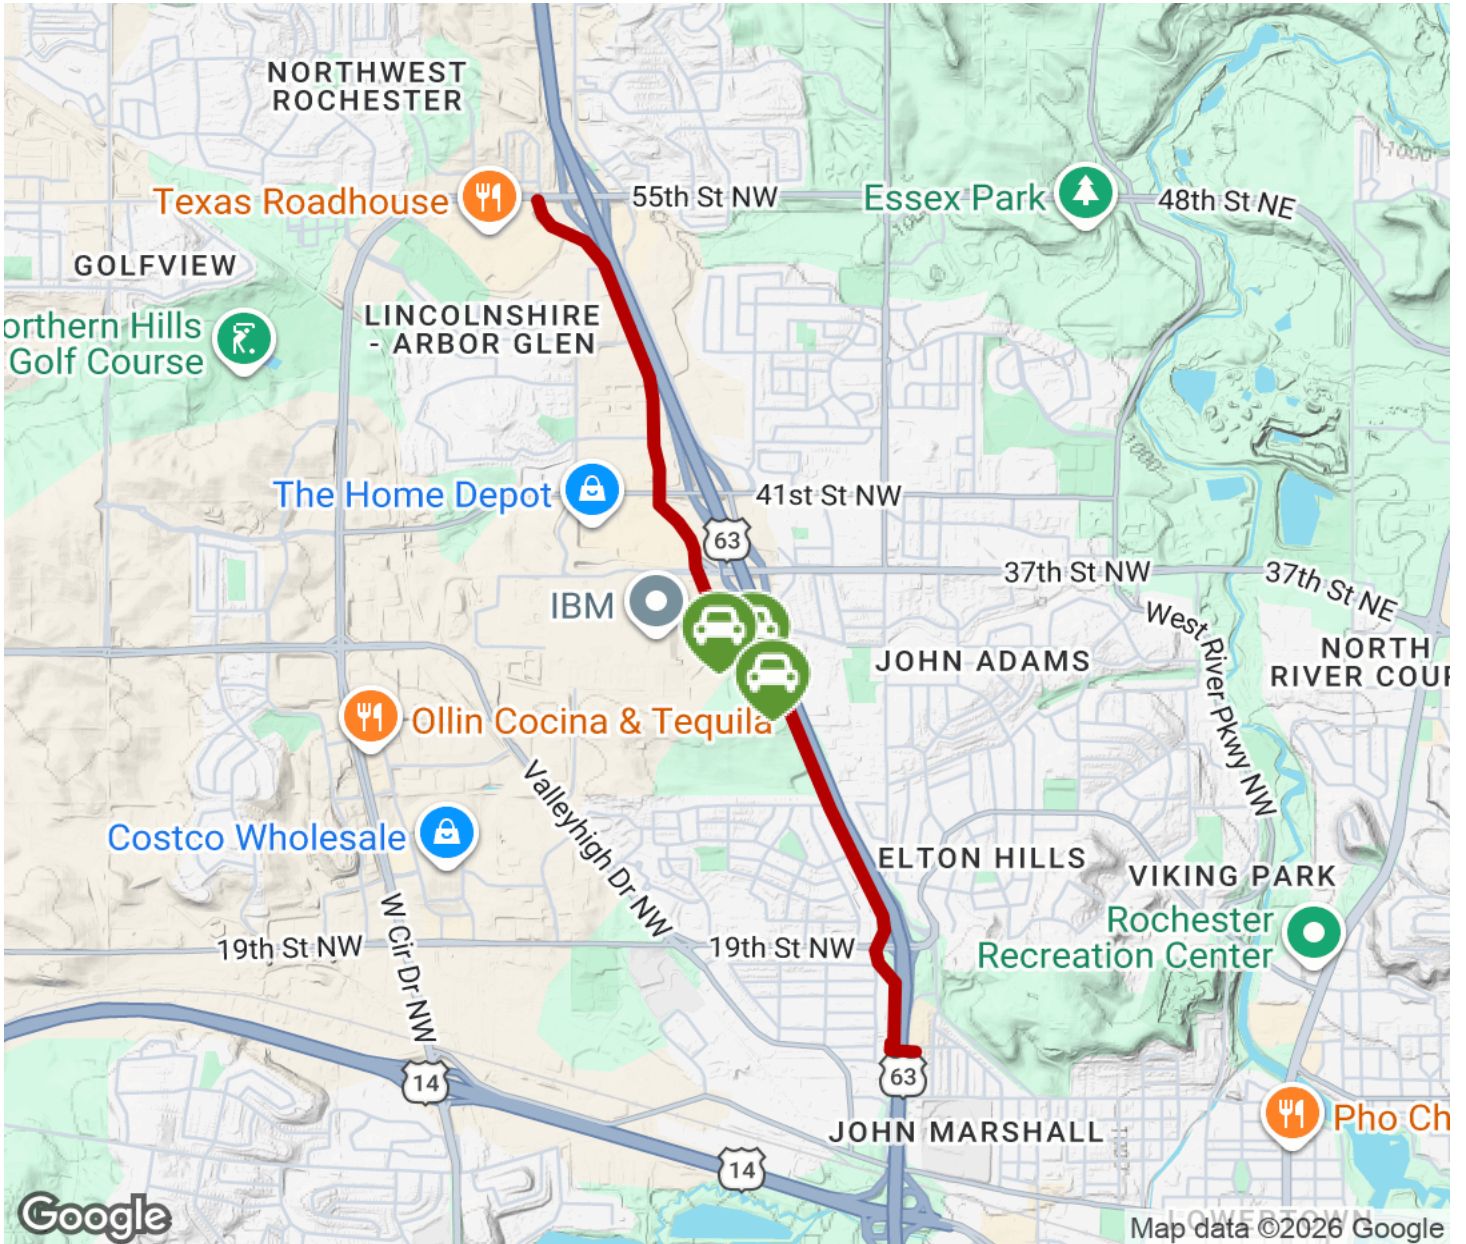 NORTHWEST
ROCHESTER
Texas Roadhouse
55th St NW
Essex Park
48th St NE
-1000-
GOLFVIEW
orthern Hills
Golf Course
LINCOLNSHIRE
- ARBOR GLEN
1000
The Home Depot
41st St NW
63
37th St NW
37th St NE
IBM
West River Pkwy NW
NORTH
RIVER COUR
JOHN ADAMS
Ollin Cocina & Tequila
Valleyhigh Dr NW
Costco Wholesale
ELTON HILLS
VIKING PARK
W Cir Dr NW
19th St NW
19th St NW
Rochester
Recreation Center
14
63
Pho Ch
JOHN MARSHALL
14
LOWERTOWN
Google
Map data ©2026 Google